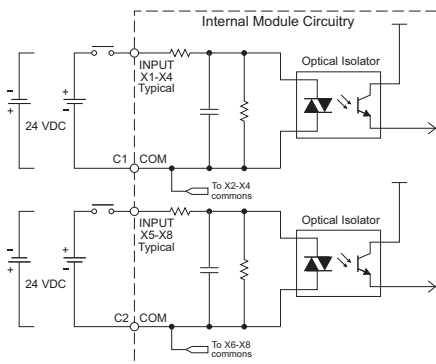 Internal Module Circuitry
Optical Isolator
INPUT
X1-X4
Typical
-
+
+
-
24 VDC
C1
COM
To X2-X4
commons
Optical Isolator
INPUT
X5-X8
Typical
-
+
+
-
24 VDC
C2
COM
To X6-X8
commons